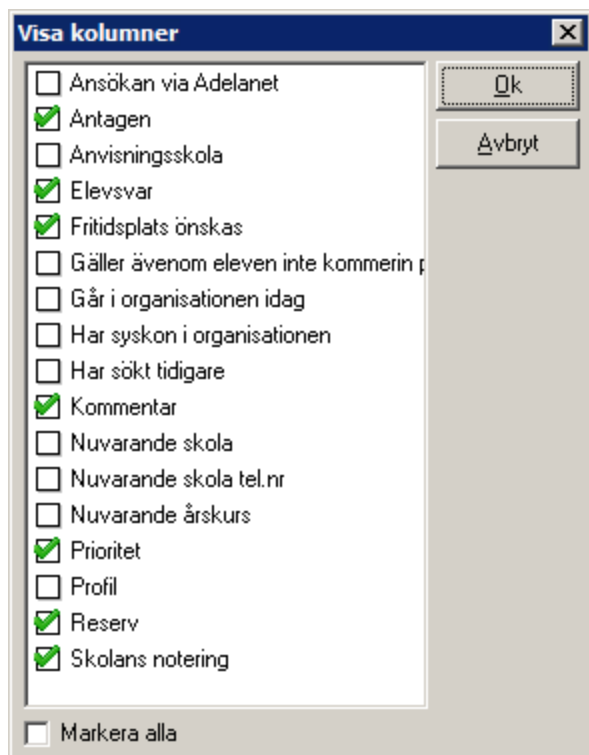 Visa kolumner
Ansökan via Adelanet
Ok
Antagen
Avbryt
Anvisningsskola
Elevsvar
Fritidsplats önskas
Gäller ävenom eleven inte kommerin p
Går i organisationen idag
Har syskon i organisationen
Har sökt tidigare
Kommentar
Nuvarande skola
Nuvarande skola tel.nr
Nuvarande årskurs
Prioritet
Profil
Reserv
Skolans notering
Markera alla